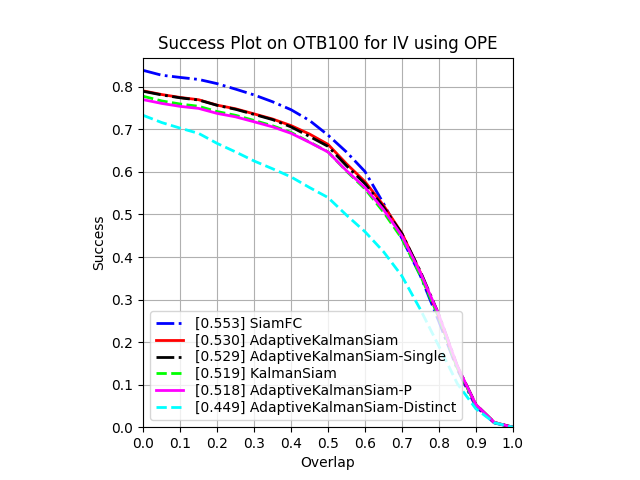 Success Plot on OTB100 for IV using OPE
Success
0.8
0.7
0.6
0.5
0.4
0.3
0.2
0.1
0.0
[0.553] SiamFC
[0.530] AdaptiveKalmanSiam
[0.529] AdaptiveKalmanSiam-Single
[0.519] KalmanSiam
[0.518] AdaptiveKalmanSiam-P
[0.449] AdaptiveKalmanSiam-Distinct
0.0 0.1 0.2 0.3 0.4 0.5 0.6 0.7 0.8 0.9 1.0
Overlap